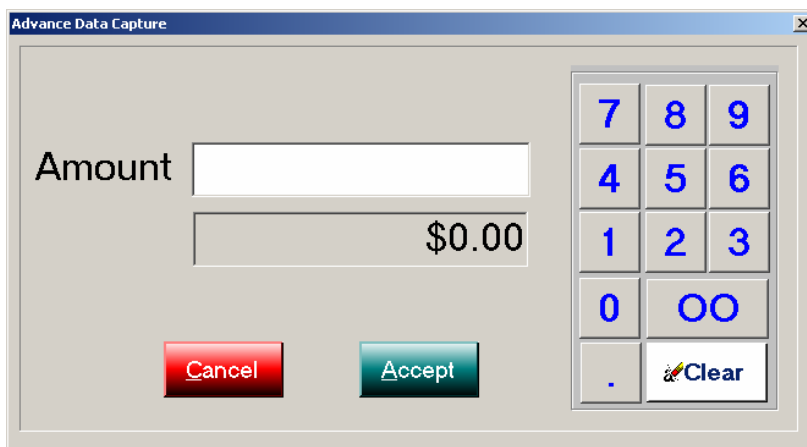 Advance Data Capture
7 8 9
Amount
4 5 6
$0.00
1 2 3
0 OO
Cancel Accept
. Clear